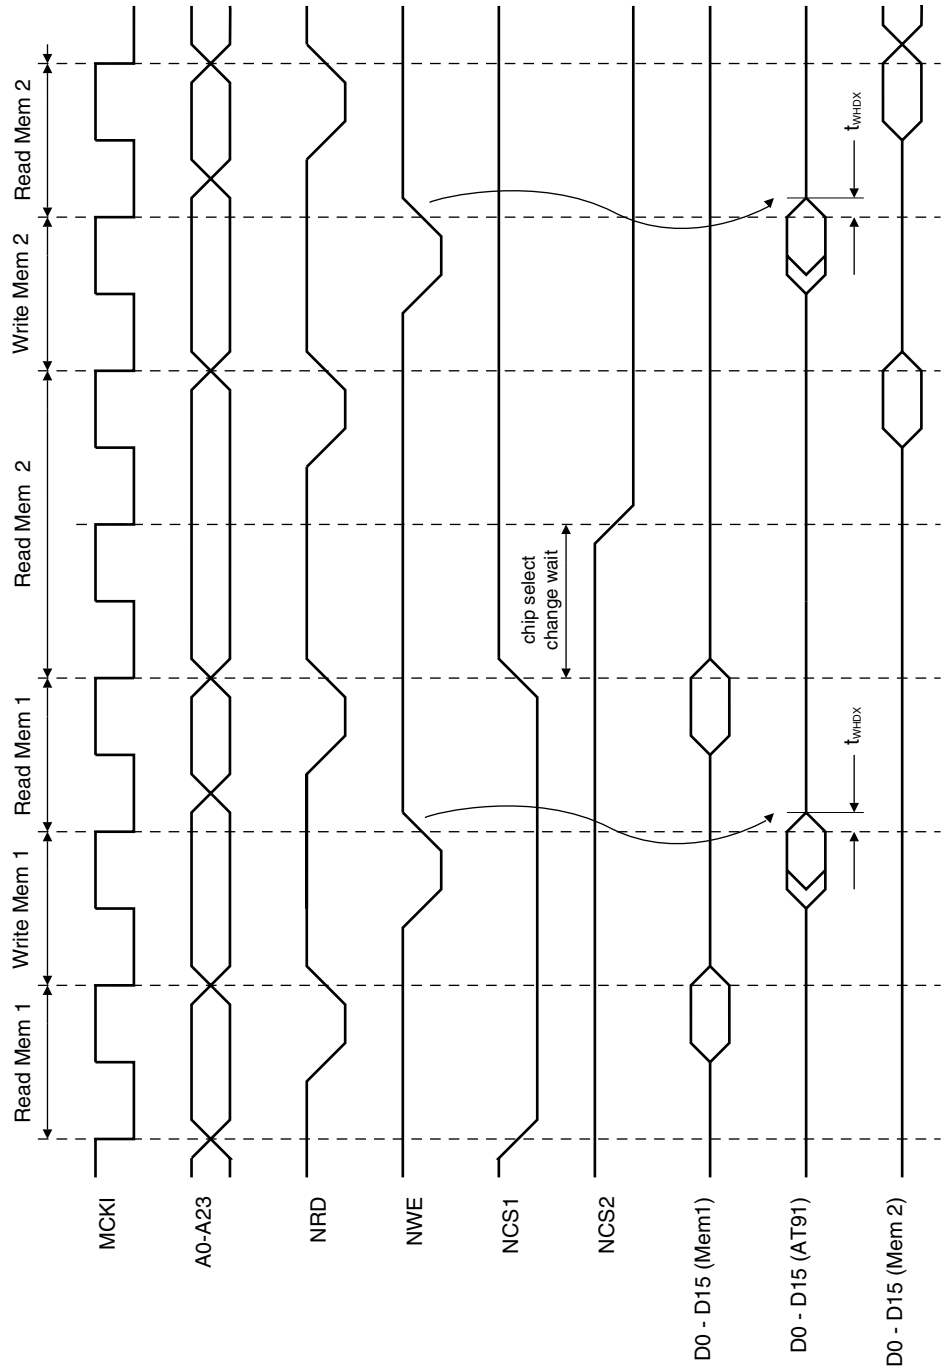 Read Mem 1
Write Mem 1
Read Mem 1
Read Mem 2
Write Mem 2
Read Mem 2
MCKI
A0-A23
NRD
NWE
NCS1
chip select
change wait
NCS2
D0 - D15 (Mem1)
D0 - D15 (AT91)
tWHDX
tWHDX
D0 - D15 (Mem 2)